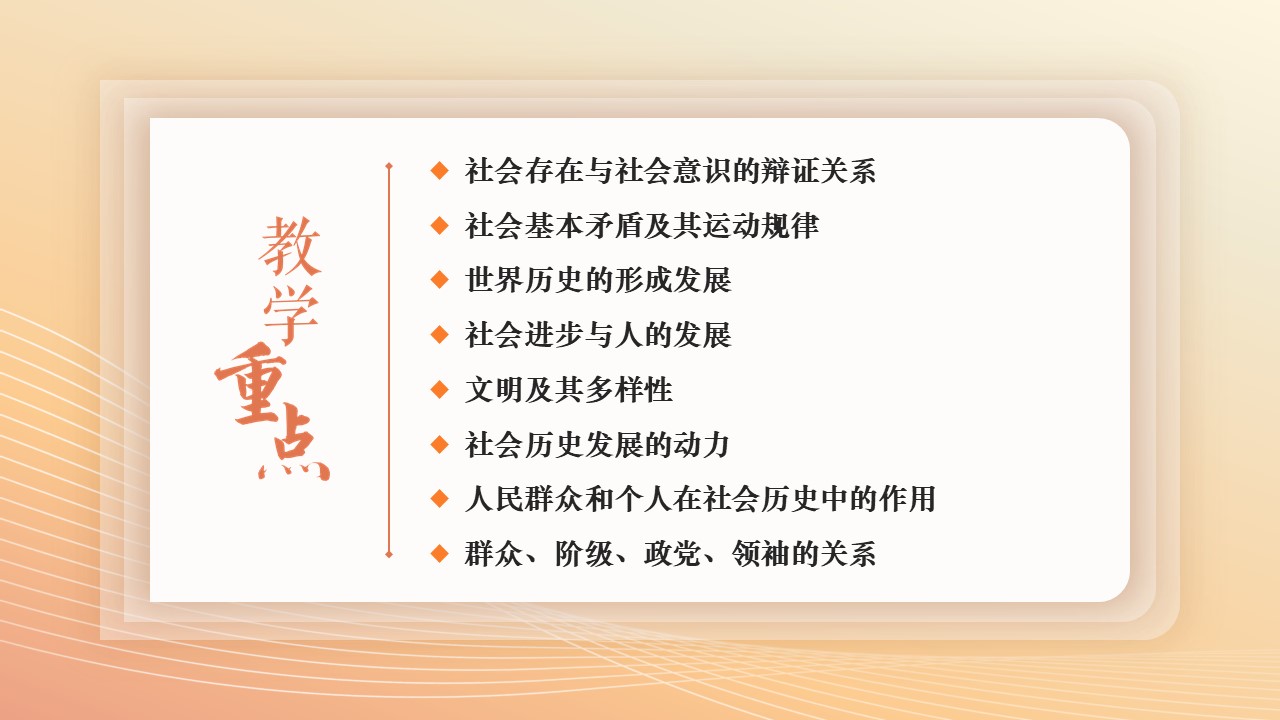 教学重点
社会存在与社会意识的辩证关系
社会基本矛盾及其运动规律
世界历史的形成发展
社会进步与人的发展
文明及其多样性
社会历史发展的动力
人民群众和个人在社会历史中的作用
群众、阶级、政党、领袖的关系